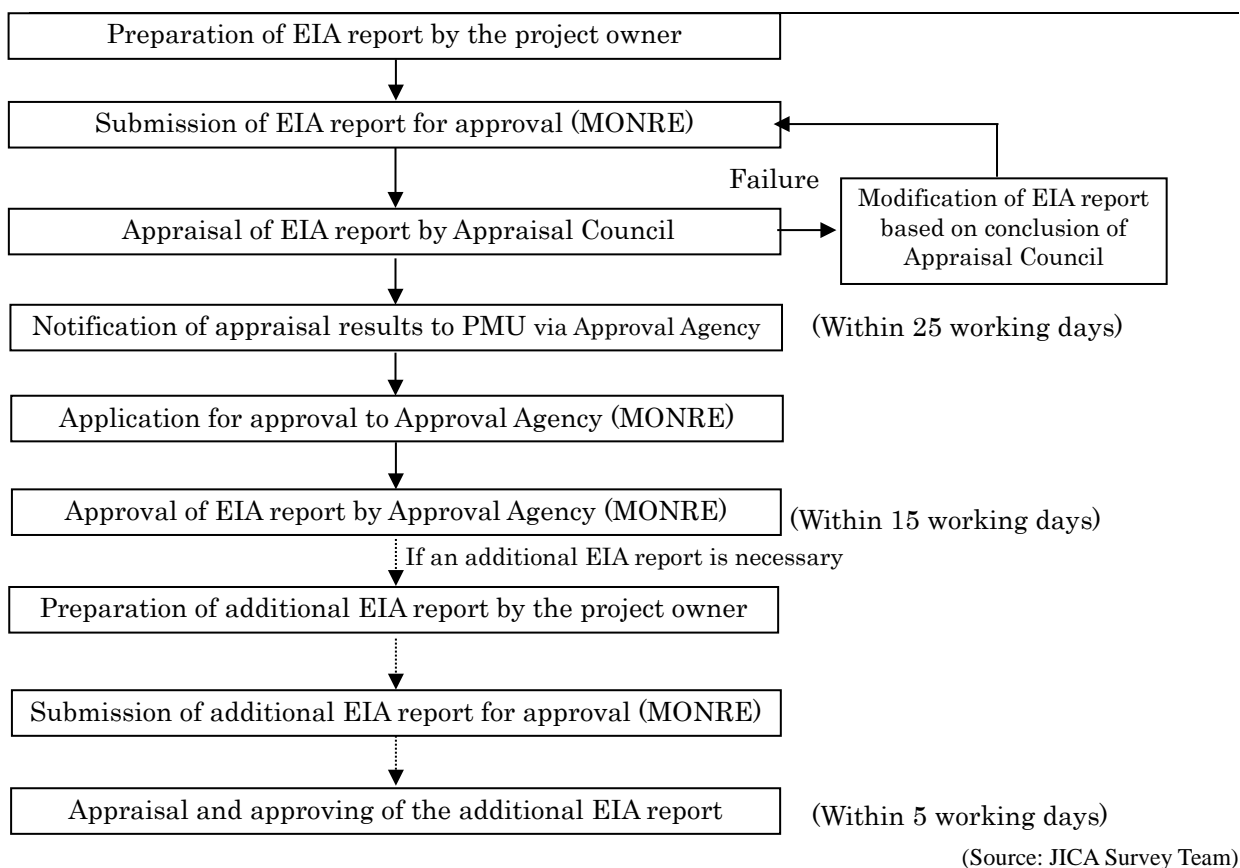 Preparation of EIA report by the project owner
Submission of EIA report for approval (MONRE)
Failure
Appraisal of EIA report by Appraisal Council
Modification of EIA report
based on conclusion of
Appraisal Council
Notification of appraisal results to PMU via Approval Agency
(Within 25 working days)
Application for approval to Approval Agency (MONRE)
Approval of EIA report by Approval Agency (MONRE)
(Within 15 working days)
If an additional EIA report is necessary
Preparation of additional EIA report by the project owner
Submission of additional EIA report for approval (MONRE)
Appraisal and approving of the additional EIA report
(Within 5 working days)
(Source: JICA Survey Team)